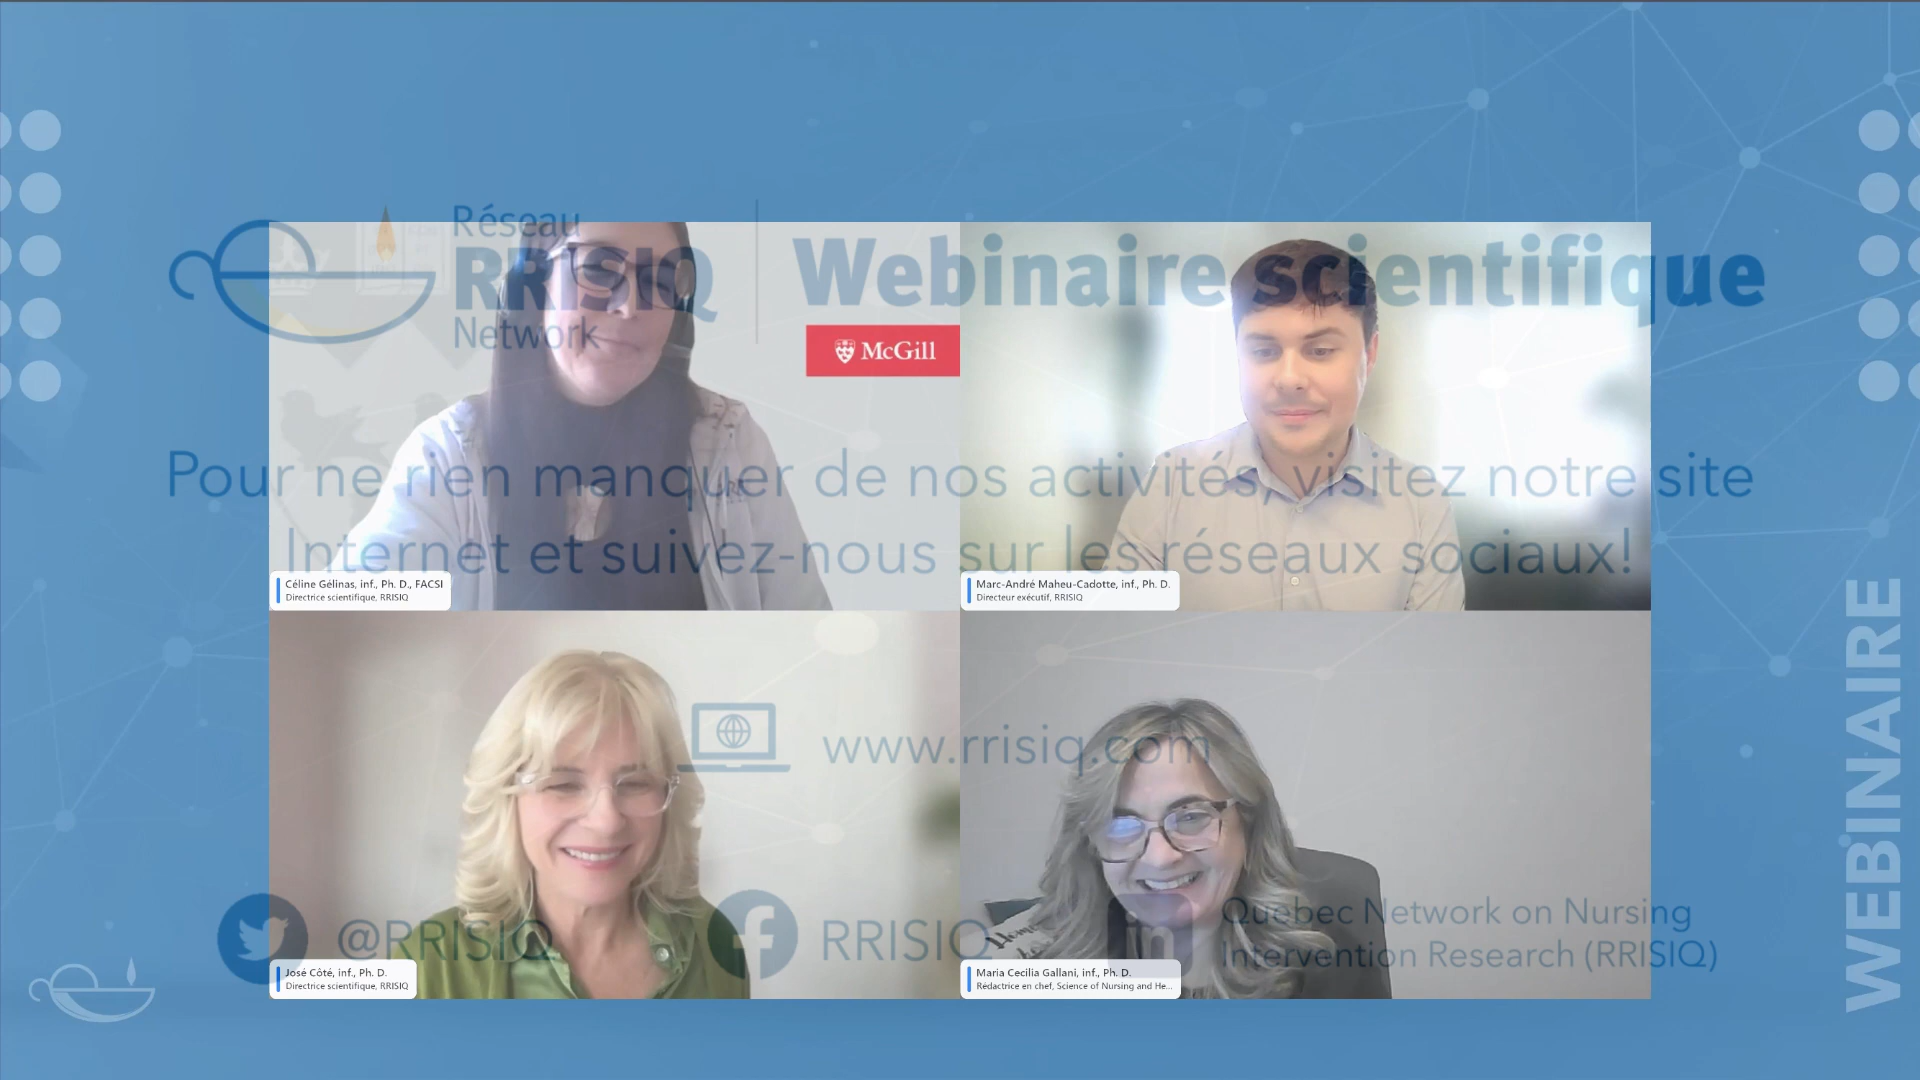 Réseau
RRISIQ
Network
Webinaire scientifique
McGill
Pour ne rien manquer de nos activités, visitez notre site
Internet et suivez-nous sur les réseaux sociaux!
Céline Gélinas, inf., Ph. D., FACSI
Directrice scientifique, RRISIQ
Marc-André Maheu-Cadotte, inf., Ph. D.
Directeur exécutif, RRISIQ
www.rrisiq.com
@RRISIQ
RRISIQ
Quebec Network on Nursing
Intervention Research (RRISIQ)
Home
José Côté, inf., Ph. D.
Directrice scientifique, RRISIQ
Maria Cecilia Gallani, inf., Ph. D.
Rédactrice en chef, Science of Nursing and He...
WEBINAIRE